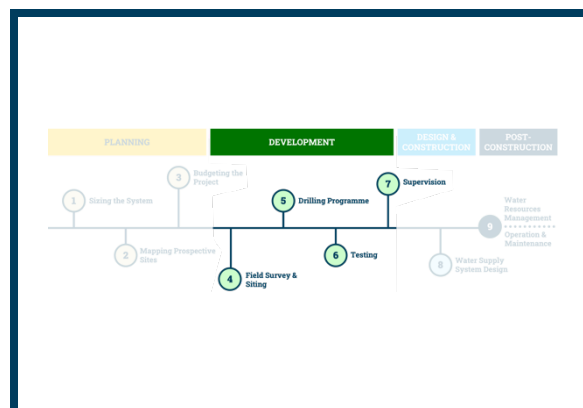 PLANNING
DEVELOPMENT
DESIGN &
CONSTRUCTION
POST-
CONSTRUCTION
3
Budgeting the
Project
7
Supervision
1
Sizing the System
5
Drilling Programme
Water
Resources
Management
9
Operation &
Maintenance
2
Mapping Prospective
Sites
6
Testing
8
Water Supply
System Design
4
Field Survey &
Siting